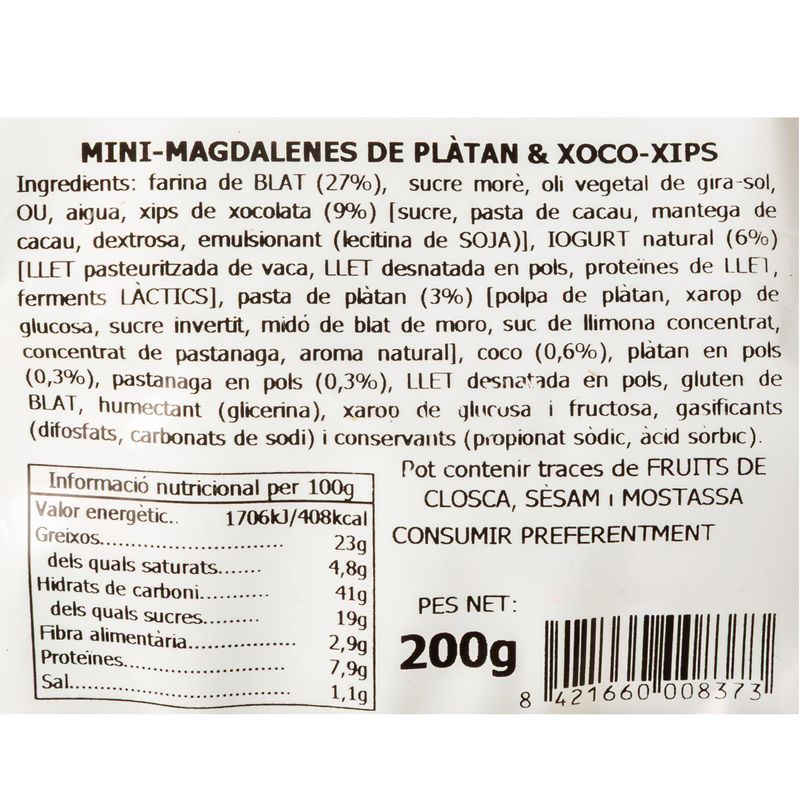 MINI-MAGDALENES DE PLÀTAN & XOCO-XIPS
Ingredients: farina de BLAT (27%), sucre morè, oli vegetal de gira-sol,
OU, aigua, xips de xocolata (9%) [sucre, pasta de cacau, mantega de
cacau, dextrosa, emulsionant (lecitina de SOJA)], IOGURT natural (6%)
[LLET pasteuritzada de vaca, LLET desnatada en pols, proteïnes de LLET,
ferments LÀCTICS], pasta de plàtan (3%) [polpa de plàtan, xarop de
glucosa, sucre invertit, midó de blat de moro, suc de llimona concentrat,
concentrat de pastanaga, aroma natural], coco (0,6%), plàtan en pols
(0,3%), pastanaga en pols (0,3%), LLET desnatada en pols, gluten de
BLAT, humectant (glicerina), xarop de glucosa i fructosa, gasificants
(difosfats, carbonats de sodi) i conservants (propionat sòdic, àcid sòrbic).
Pot contenir traces de FRUITS DE
CLOSCA, SÈSAM i MOSTASSA
CONSUMIR PREFERENTMENT
Informació nutricional per 100g
Valor energètic.. 1706kJ/408kcal
Greixos.............................. 23g
dels quals saturats....... 4,8g
Hidrats de carboni............ 41g
dels quals sucres.......... 19g
Fibra alimentària............... 2,9g
Proteïnes......................... 7,9g
Sal.................................. 1,1g
PES NET:
200g
8 421660 008373